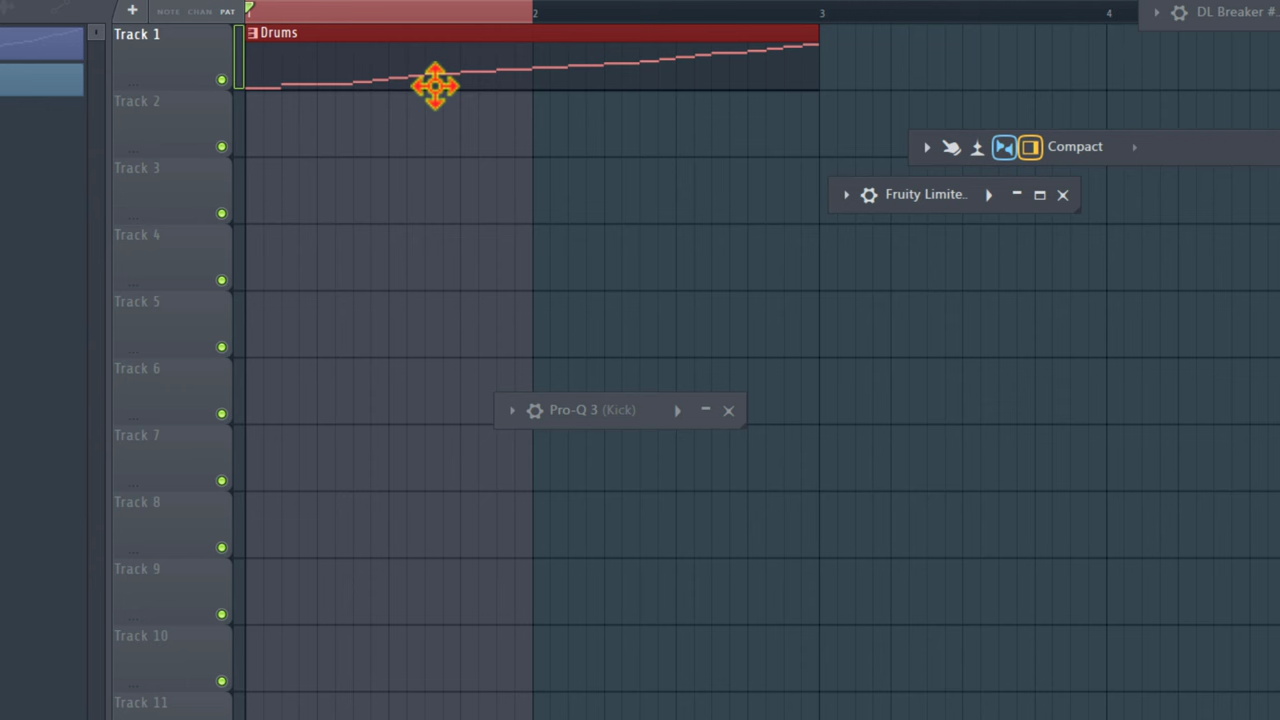 + NOTE CHAN PAT 1 2 3 4
DL Breaker #..
Track 1
Drums
Track 2
Track 3
Compact
Fruity Limite..
Track 4
Track 5
Track 6
Pro-Q 3 (Kick)
Track 7
Track 8
Track 9
Track 10
Track 11